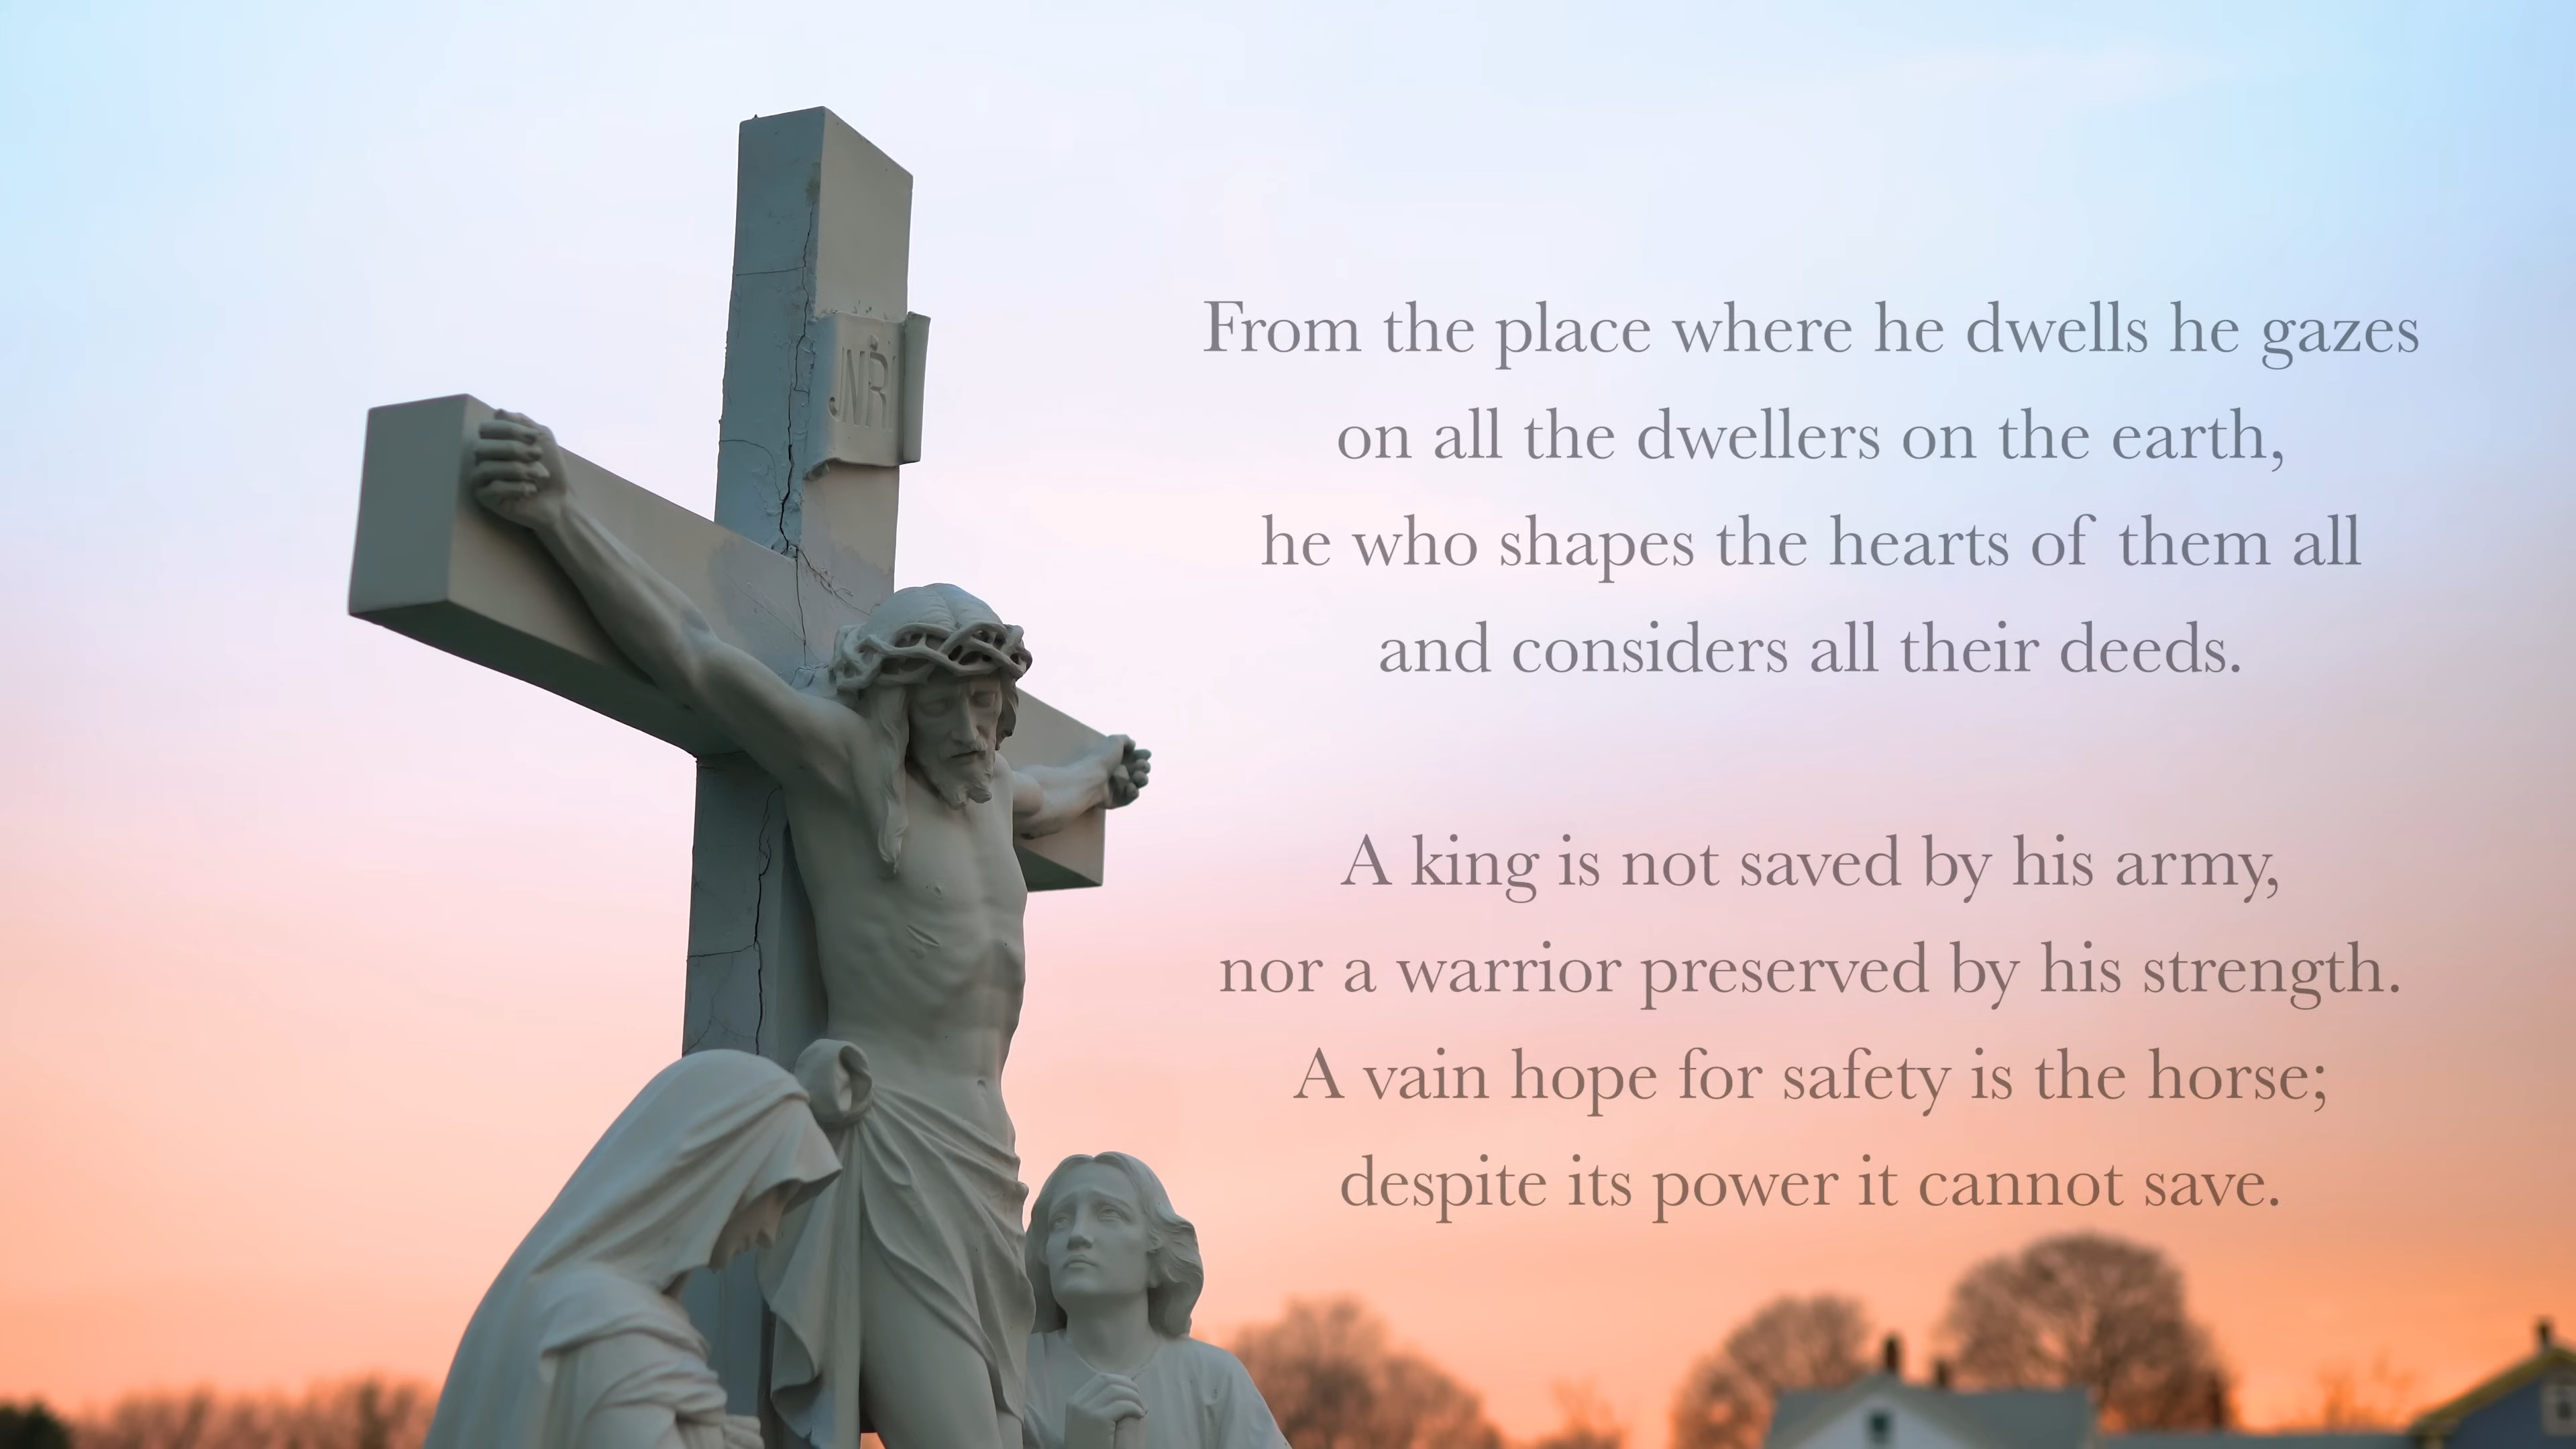 JNRI
From the place where he dwells he gazes
on all the dwellers on the earth,
he who shapes the hearts of them all
and considers all their deeds.
A king is not saved by his army,
nor a warrior preserved by his strength.
A vain hope for safety is the horse;
despite its power it cannot save.